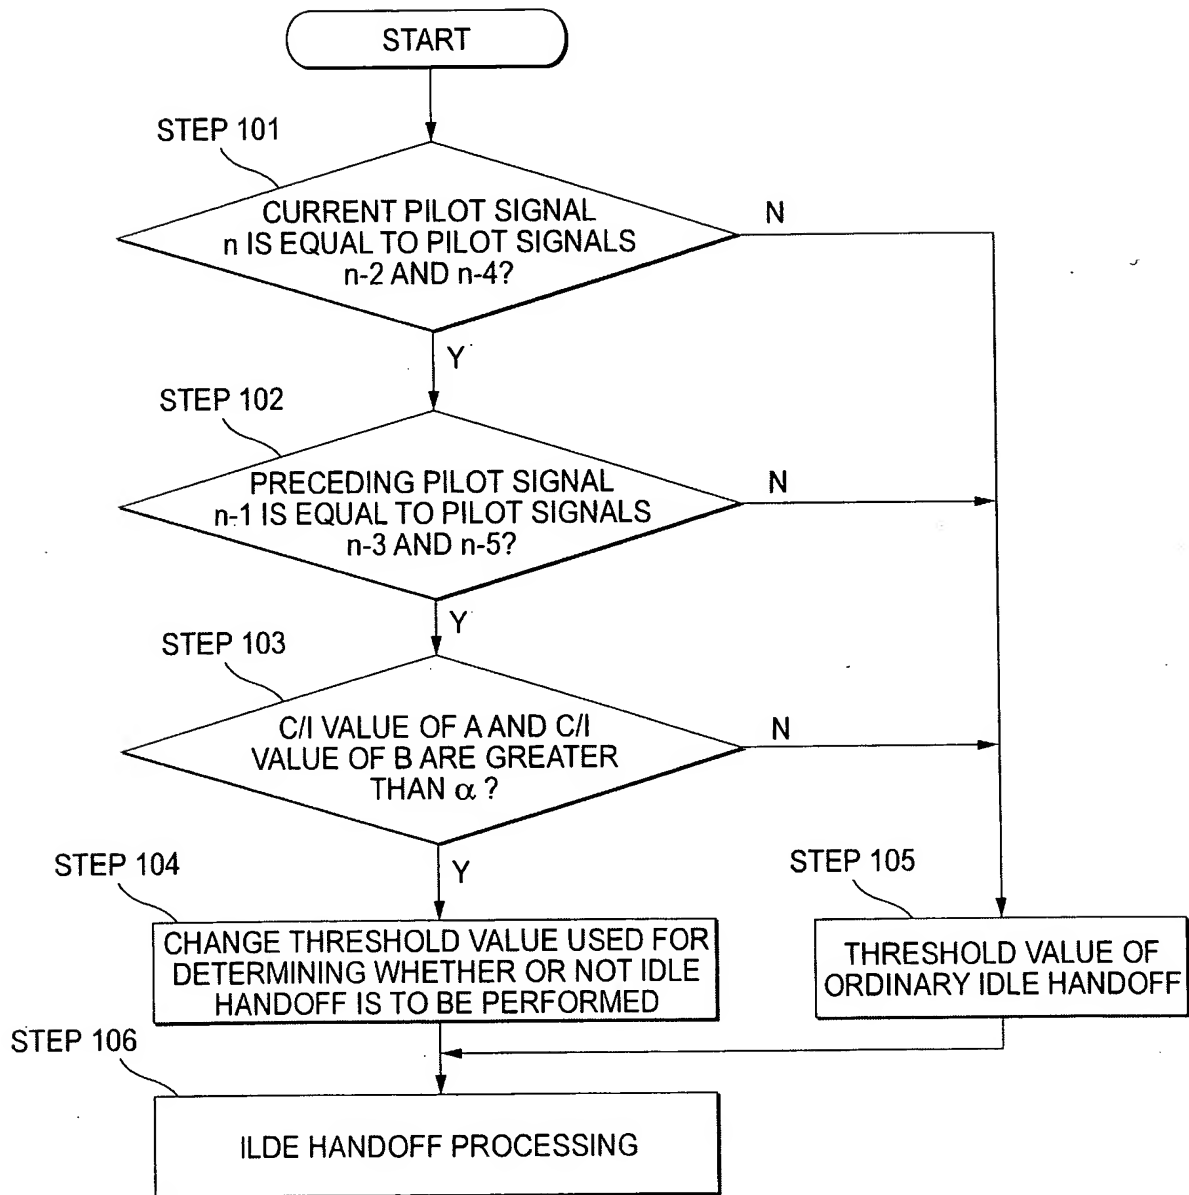 START
STEP 101
CURRENT PILOT SIGNAL
n IS EQUAL TO PILOT SIGNALS
n-2 AND n-4?
N
Y
STEP 102
PRECEDING PILOT SIGNAL
n-1 IS EQUAL TO PILOT SIGNALS
n-3 AND n-5?
N
Y
STEP 103
C/I VALUE OF A AND C/I
VALUE OF B ARE GREATER
THAN α ?
N
Y
STEP 104
CHANGE THRESHOLD VALUE USED FOR
DETERMINING WHETHER OR NOT IDLE
HANDOFF IS TO BE PERFORMED
STEP 105
THRESHOLD VALUE OF
ORDINARY IDLE HANDOFF
STEP 106
ILDE HANDOFF PROCESSING